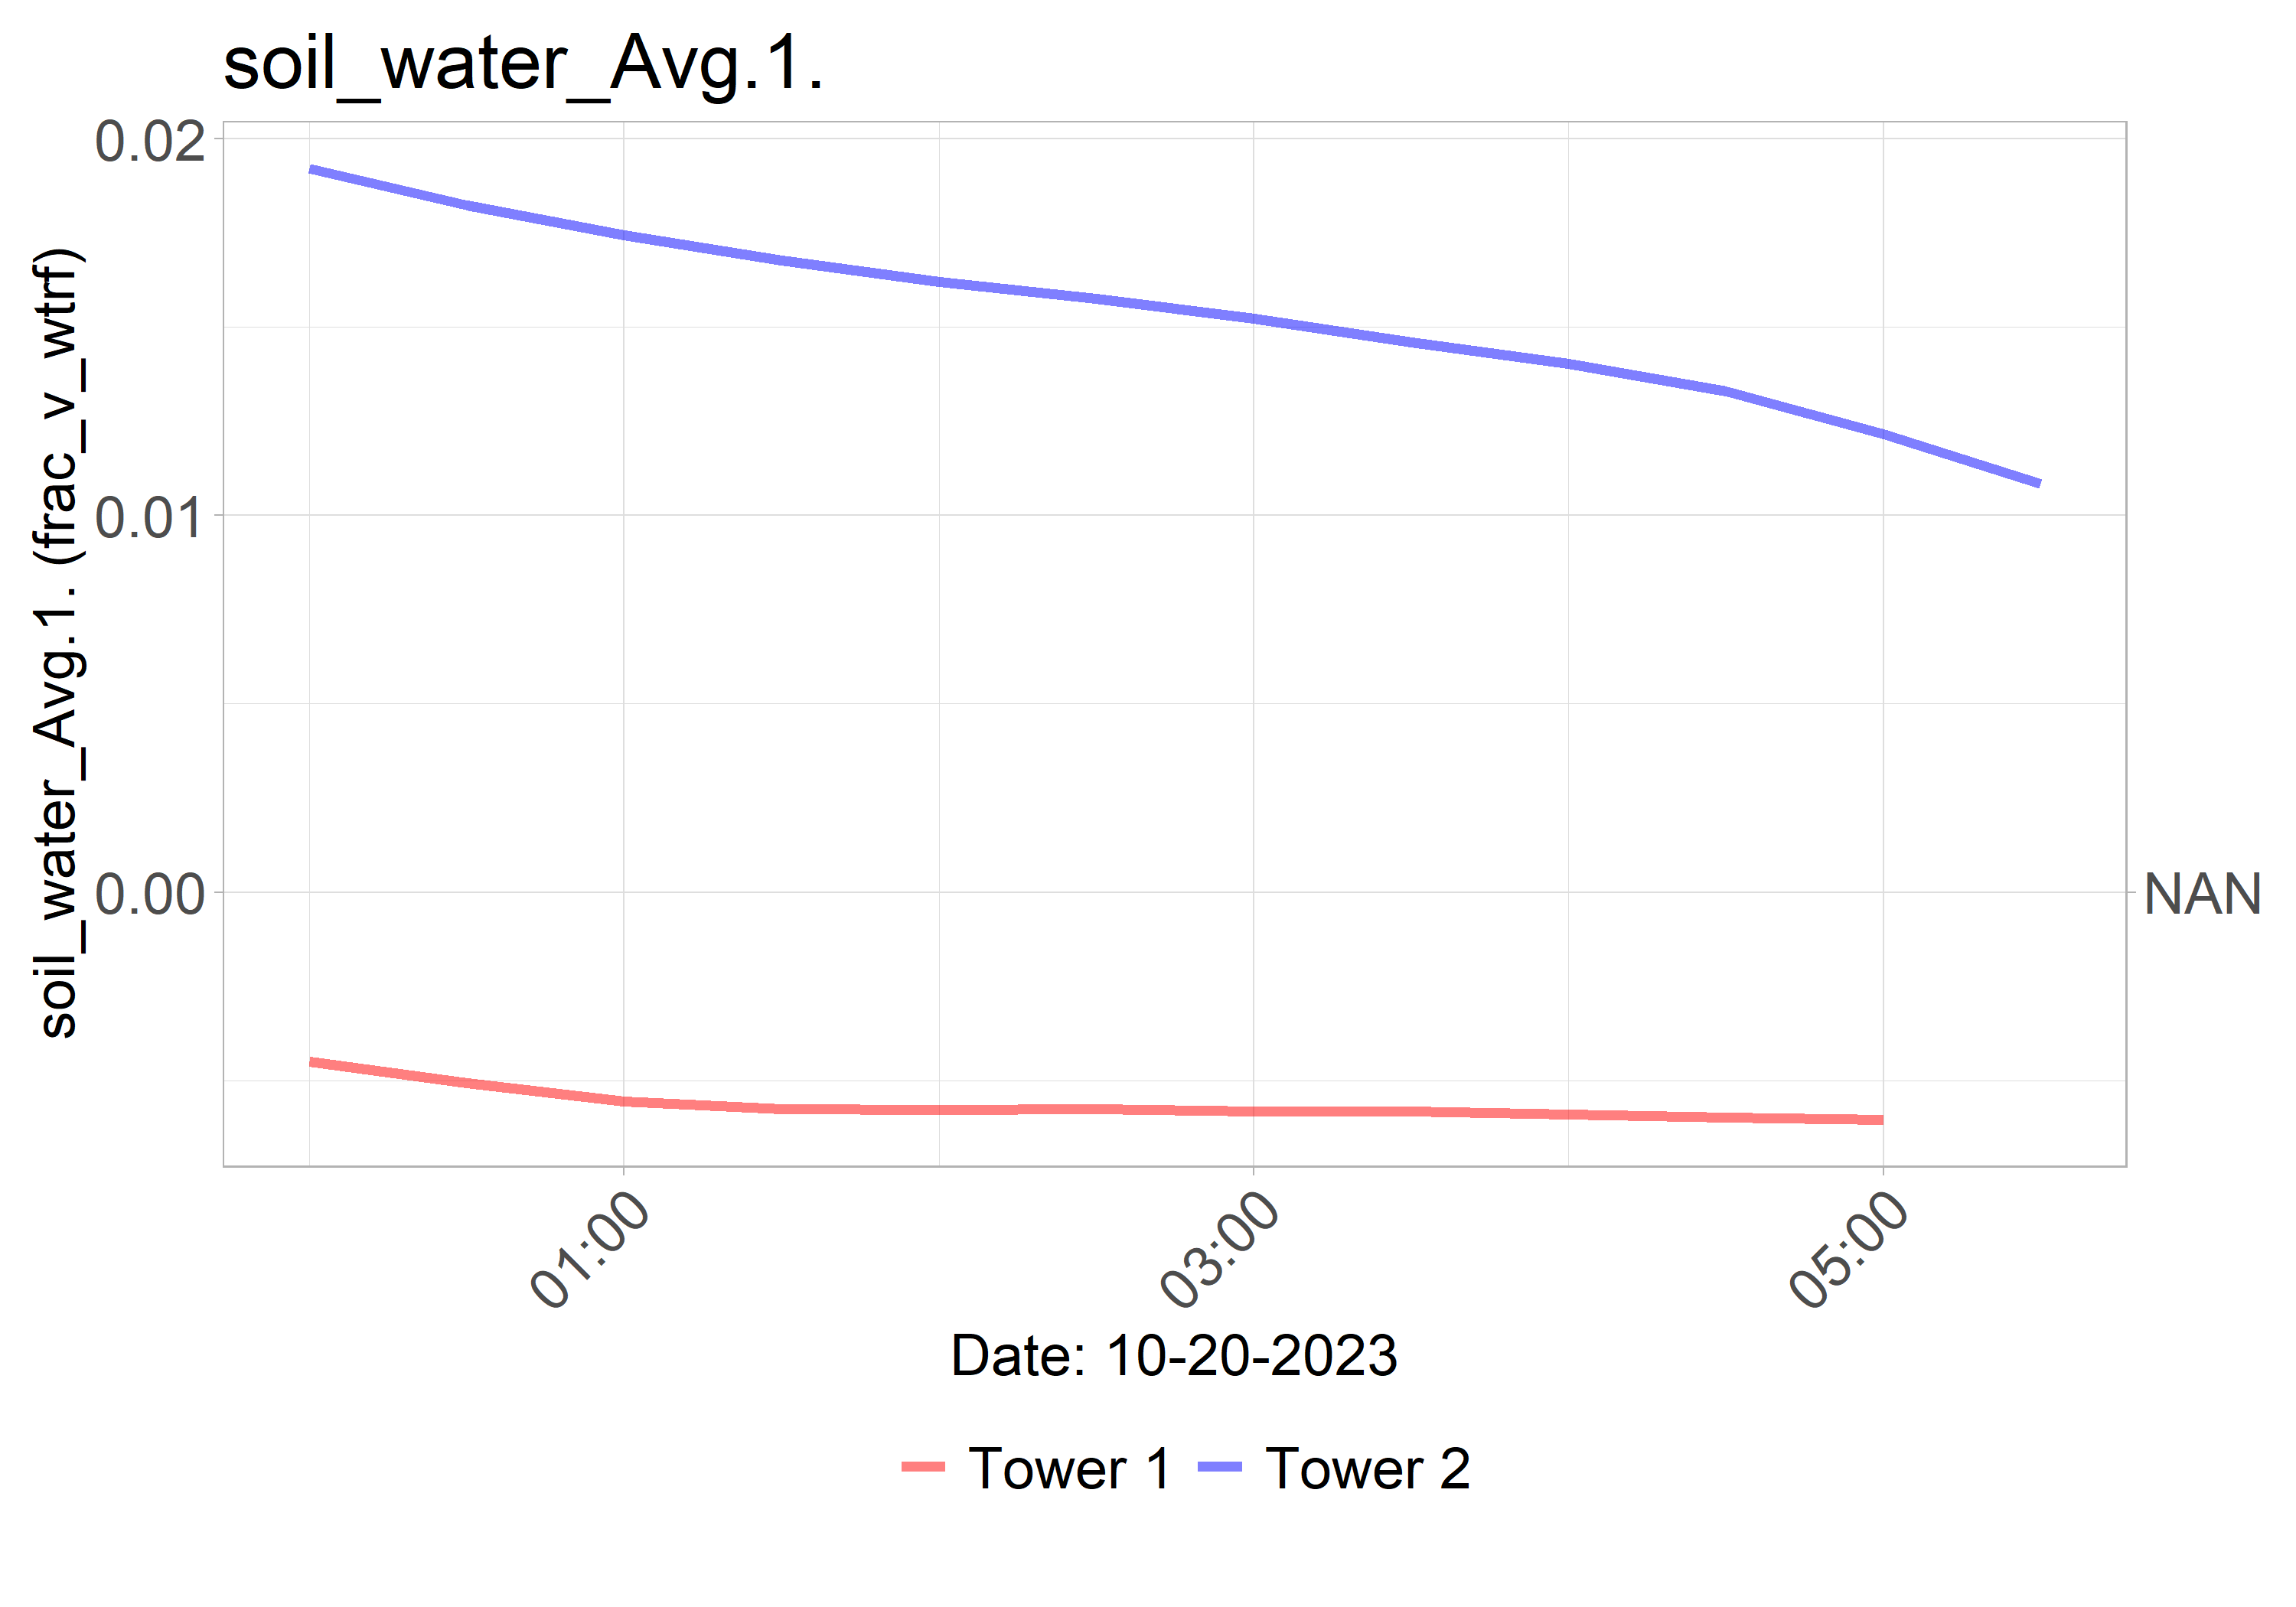 soil_water_Avg.1.
soil_water_Avg.1. (frac_v_wtrf)
0.02
0.01
0.00
NAN
01:00
03:00
05:00
Date: 10-20-2023
Tower 1
Tower 2